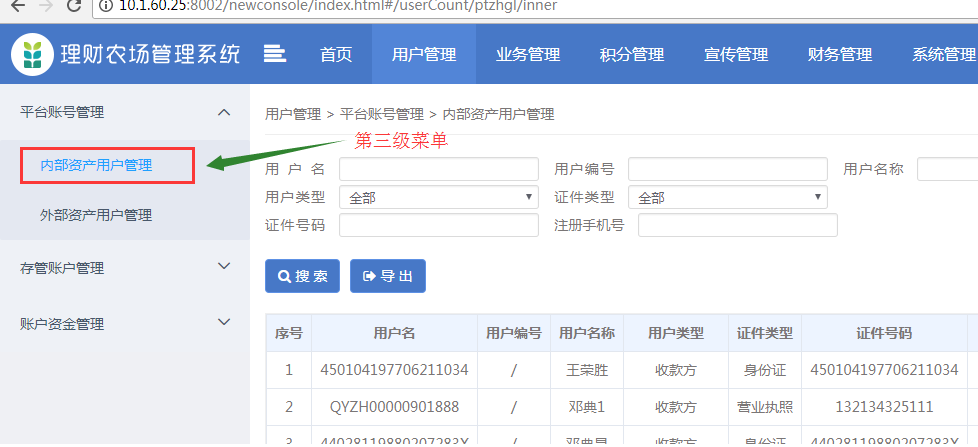 10.1.60.25:8002/newconsole/index.html#/userCount/ptzhgl/inner
理财农场管理系统 首页 用户管理 业务管理 积分管理 宣传管理 财务管理 系统管理
平台账号管理
内部资产用户管理
外部资产用户管理
存管账户管理
账户资金管理
用户管理 > 平台账号管理 > 内部资产用户管理
第三级菜单
用 户 名 用户编号 用户名称
用户类型 全部 证件类型 全部
证件号码 注册手机号
搜 索 导 出
序号 用户名 用户编号 用户名称 用户类型 证件类型 证件号码
1 450104197706211034 / 王荣胜 收款方 身份证 450104197706211034
2 QYZH00000901888 / 邓典1 收款方 营业执照 132134325111
3 44028119880207283X / 收款方 身份证 44028119880207283X